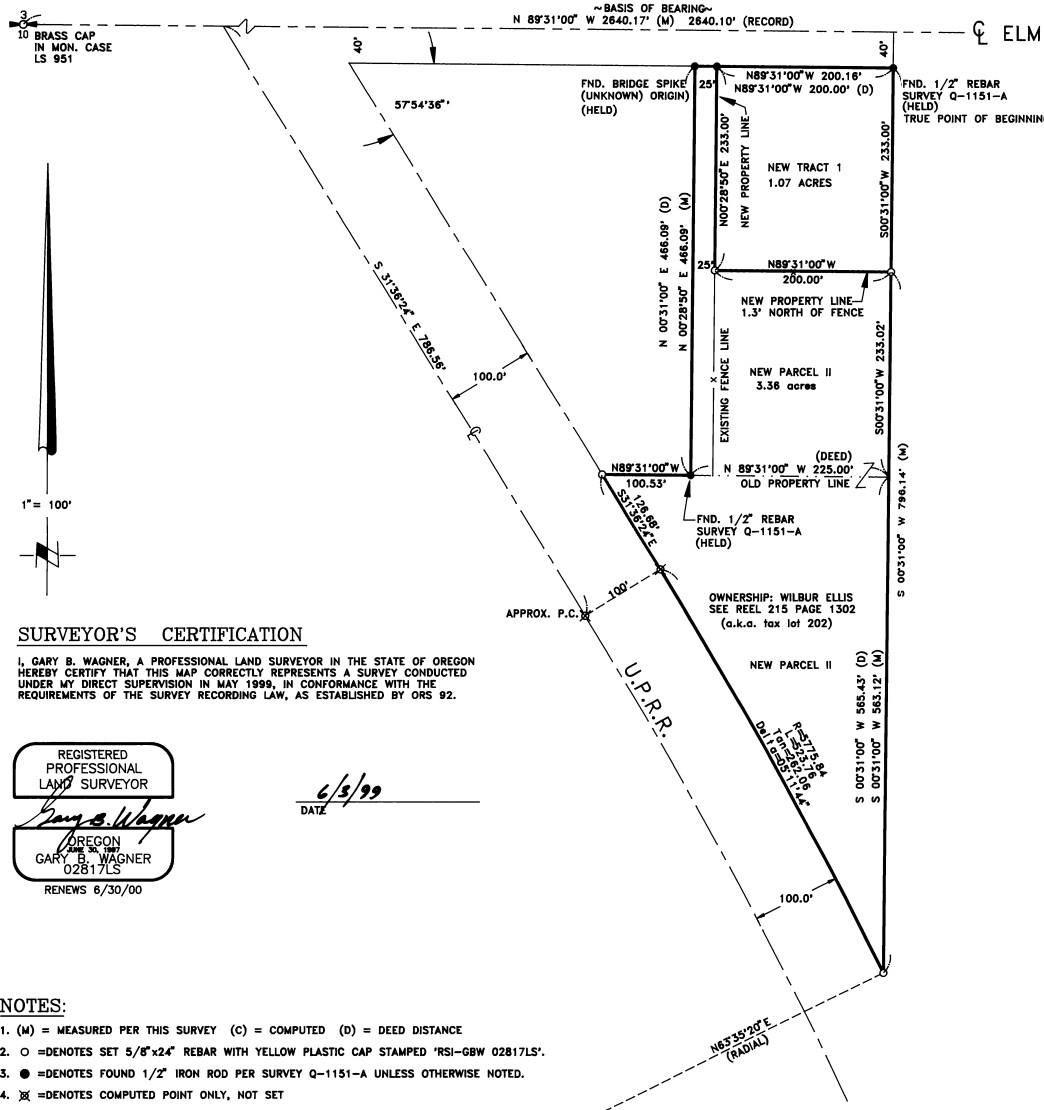 ~BASIS OF BEARING~
N 89°31'00" W 2640.17' (M) 2640.10' (RECORD)
℄ ELM
3
10
BRASS CAP
IN MON. CASE
LS 951
40'
40'
57°54'36"'
FND. BRIDGE SPIKE
(UNKNOWN) ORIGIN)
(HELD)
25'
N89°31'00"W 200.16'
N89°31'00"W 200.00' (D)
FND. 1/2" REBAR
SURVEY Q-1151-A
(HELD)
TRUE POINT OF BEGINNIN
N00°28'50"E 233.00'
NEW PROPERTY LINE
NEW TRACT 1
1.07 ACRES
S00°31'00"W 233.00'
N 00°31'00" E 466.09' (D)
N 00°28'50" E 466.09' (M)
25'
N89°31'00"W
200.00'
NEW PROPERTY LINE
1.3' NORTH OF FENCE
S 31°36'24" E 786.56'
100.0'
℄
EXISTING FENCE LINE
X
NEW PARCEL II
3.36 acres
S00°31'00"W 233.02'
(DEED)
N89°31'00"W
100.53'
N 89°31'00" W 225.00'
OLD PROPERTY LINE
S 00°31'00" W 796.14' (M)
1"= 100'
126.68'
S31°36'24"E
FND. 1/2" REBAR
SURVEY Q-1151-A
(HELD)
100'
APPROX. P.C.
OWNERSHIP: WILBUR ELLIS
SEE REEL 215 PAGE 1302
(a.k.a. tax lot 202)
NEW PARCEL II
SURVEYOR'S CERTIFICATION
I, GARY B. WAGNER, A PROFESSIONAL LAND SURVEYOR IN THE STATE OF OREGON
HEREBY CERTIFY THAT THIS MAP CORRECTLY REPRESENTS A SURVEY CONDUCTED
UNDER MY DIRECT SUPERVISION IN MAY 1999, IN CONFORMANCE WITH THE
REQUIREMENTS OF THE SURVEY RECORDING LAW, AS ESTABLISHED BY ORS 92.
U.P.R.R.
R=5775.84
L=523.76
Tan=262.06
Delta=05°11'44"
S 00°31'00" W 565.43' (D)
S 00°31'00" W 563.12' (M)
REGISTERED
PROFESSIONAL
LAND SURVEYOR
Gary B. Wagner
OREGON
JUNE 30, 1997
GARY B. WAGNER
02817LS
RENEWS 6/30/00
6/3/99
DATE
100.0'
N63°35'20"E
(RADIAL)
NOTES:
1. (M) = MEASURED PER THIS SURVEY (C) = COMPUTED (D) = DEED DISTANCE
2. ○ =DENOTES SET 5/8"x24" REBAR WITH YELLOW PLASTIC CAP STAMPED 'RSI-GBW 02817LS'.
3. ● =DENOTES FOUND 1/2" IRON ROD PER SURVEY Q-1151-A UNLESS OTHERWISE NOTED.
4. ⊗ =DENOTES COMPUTED POINT ONLY, NOT SET